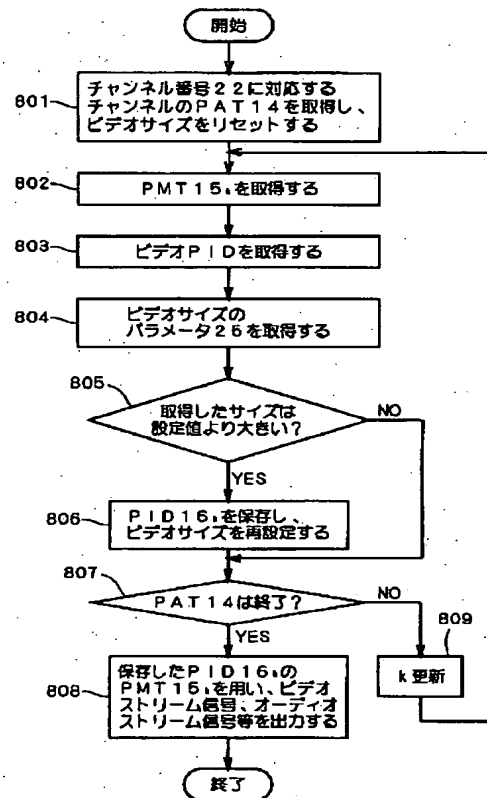 開始
801
チャンネル番号22に対応する
チャンネルのPAT14を取得し、
ビデオサイズをリセットする
802
PMT15ₖを取得する
803
ビデオPIDを取得する
804
ビデオサイズの
パラメータ25を取得する
805
取得したサイズは
設定値より大きい？
NO
YES
806
PID16ₖを保存し、
ビデオサイズを再設定する
807
PAT14は終了？
NO
YES
809
k更新
808
保存したPID16ₖの
PMT15ₖを用い、ビデオ
ストリーム信号、オーディオ
ストリーム信号等を出力する
終了